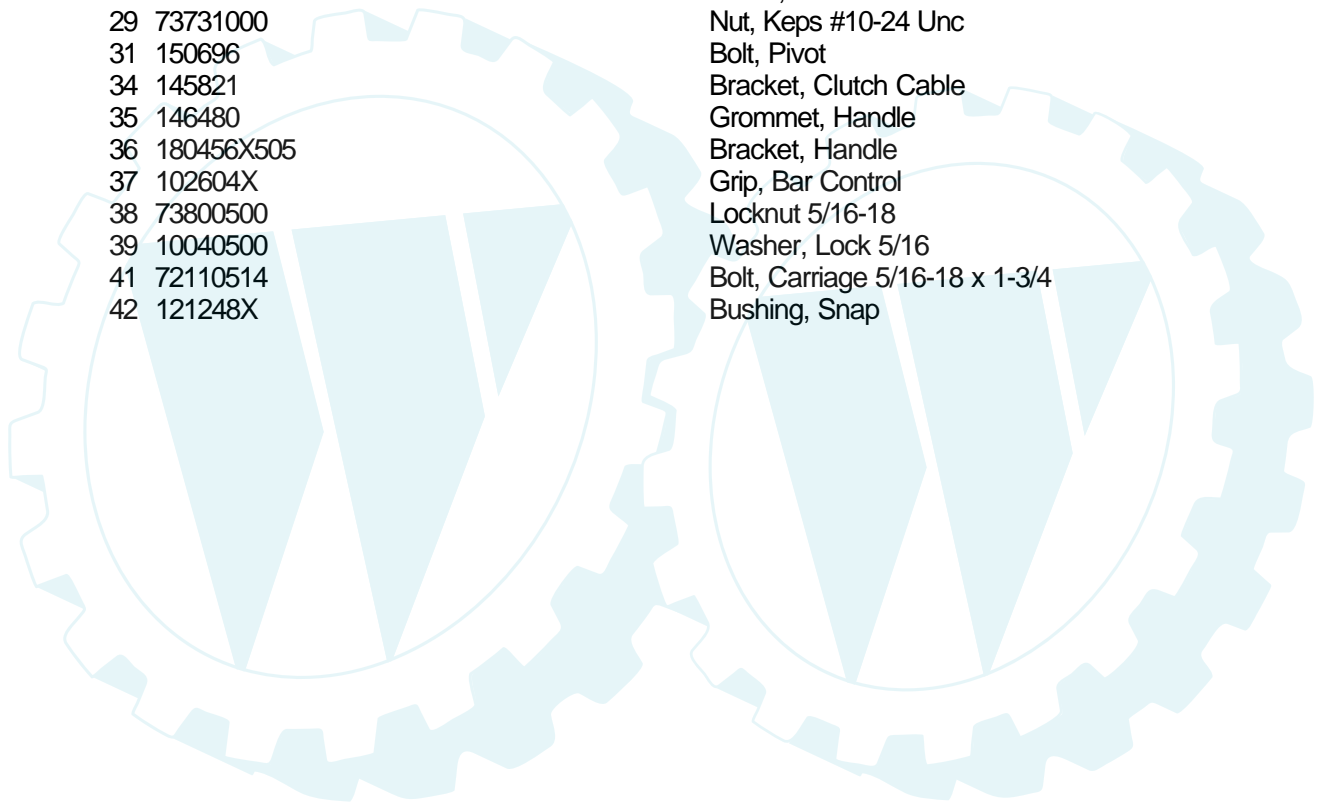 29 73731000 Nut, Keps #10-24 Unc
31 150696 Bolt, Pivot
34 145821 Bracket, Clutch Cable
35 146480 Grommet, Handle
36 180456X505 Bracket, Handle
37 102604X Grip, Bar Control
38 73800500 Locknut 5/16-18
39 10040500 Washer, Lock 5/16
41 72110514 Bolt, Carriage 5/16-18 x 1-3/4
42 121248X Bushing, Snap